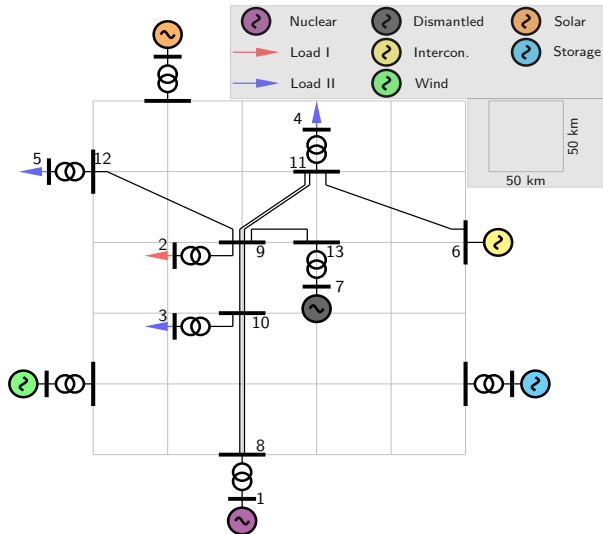 Nuclear Dismantled Solar
Load I Intercon. Storage
Load II Wind
4
50 km
5 12 11
50 km
2 9 13 6
7
3 10
8
1